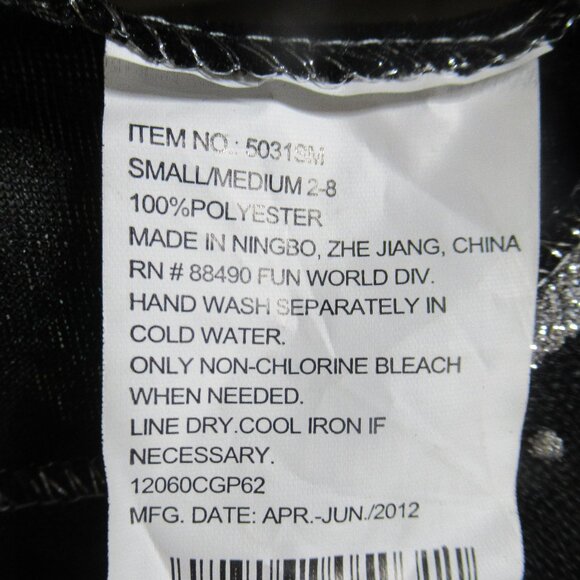 ITEM NO.: 50319M
SMALL/MEDIUM 2-8
100%POLYESTER
MADE IN NINGBO, ZHE JIANG, CHINA
RN # 88490 FUN WORLD DIV.
HAND WASH SEPARATELY IN
COLD WATER.
ONLY NON-CHLORINE BLEACH
WHEN NEEDED.
LINE DRY.COOL IRON IF
NECESSARY.
12060CGP62
MFG. DATE: APR.-JUN./2012